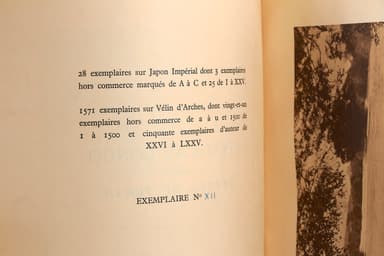 28 exemplaires sur Japon Impérial dont 3 exemplaires
hors commerce marqués de A à C et 25 de I à XXV.
1571 exemplaires sur Vélin d'Arches, dont vingt-et-un
exemplaires hors commerce de a à u et 1500 de
1 à 1500 et cinquante exemplaires d'auteur de
XXVI à LXXV.
EXEMPLAIRE Nº XII